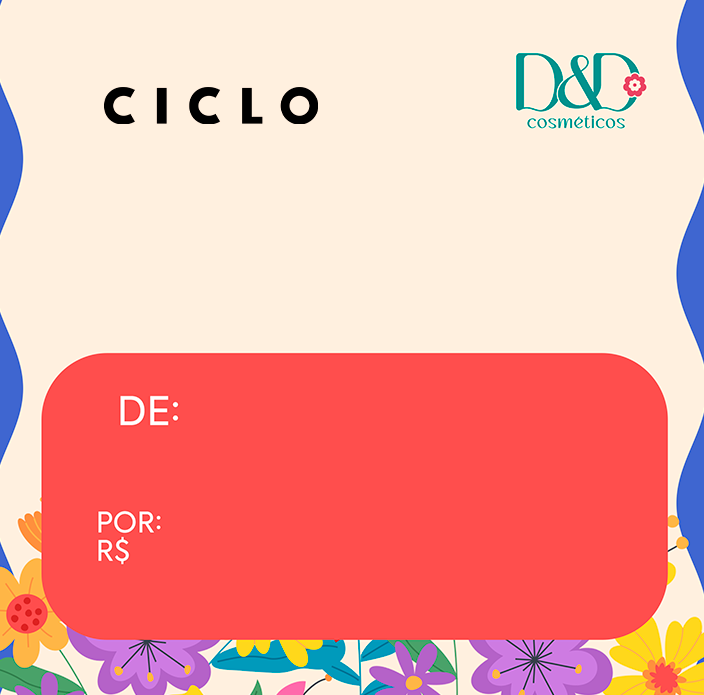 CICLO
D&D
cosméticos
DE:
POR:
R$